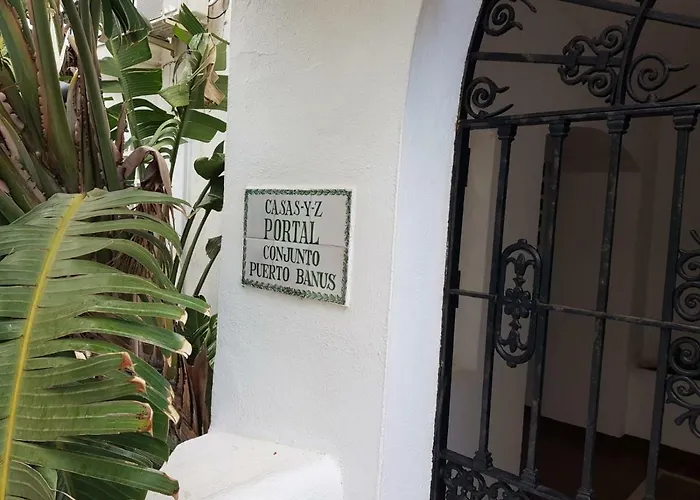 CASAS-Y-Z
PORTAL
CONJUNTO
PUERTO BANUS